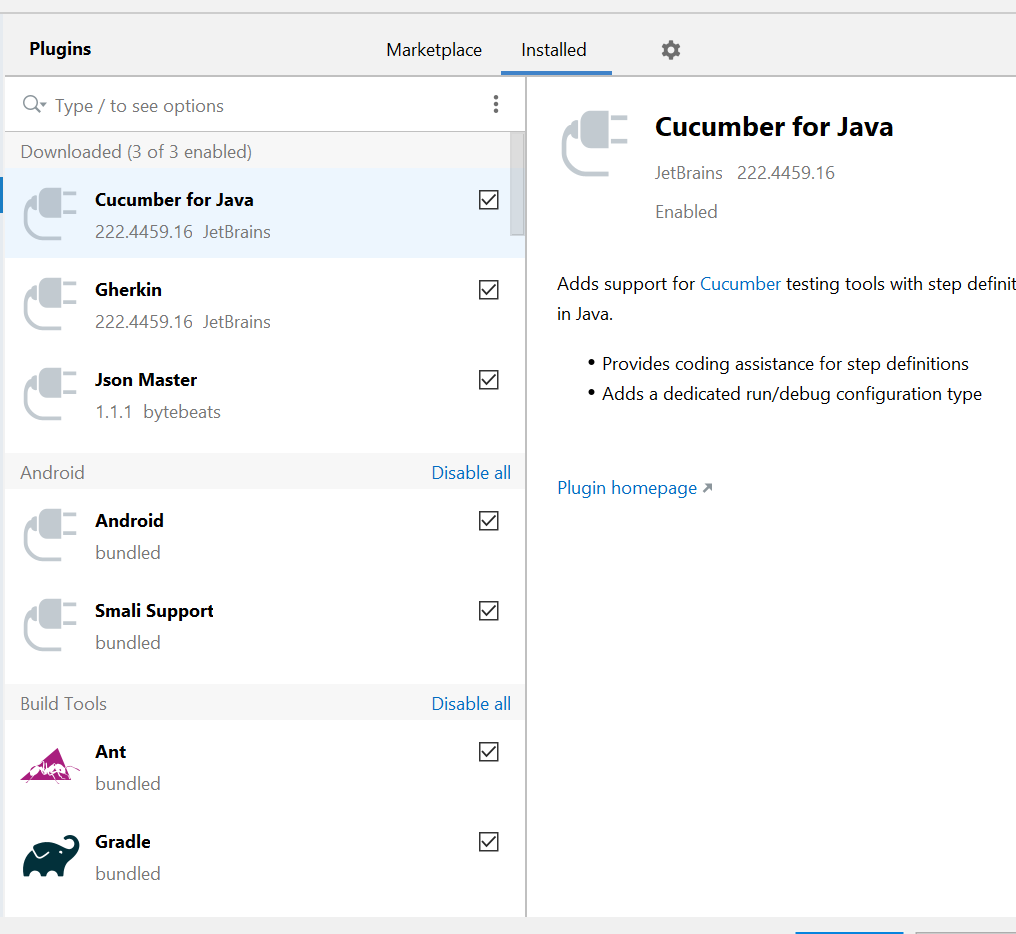 Plugins
Marketplace
Installed
Type / to see options
Downloaded (3 of 3 enabled)
Cucumber for Java
222.4459.16 JetBrains
Gherkin
222.4459.16 JetBrains
Json Master
1.1.1 bytebeats
Android
Disable all
Android
bundled
Smali Support
bundled
Build Tools
Disable all
Ant
bundled
Gradle
bundled
Cucumber for Java
JetBrains 222.4459.16
Enabled
Adds support for Cucumber testing tools with step definit
in Java.
• Provides coding assistance for step definitions
• Adds a dedicated run/debug configuration type
Plugin homepage